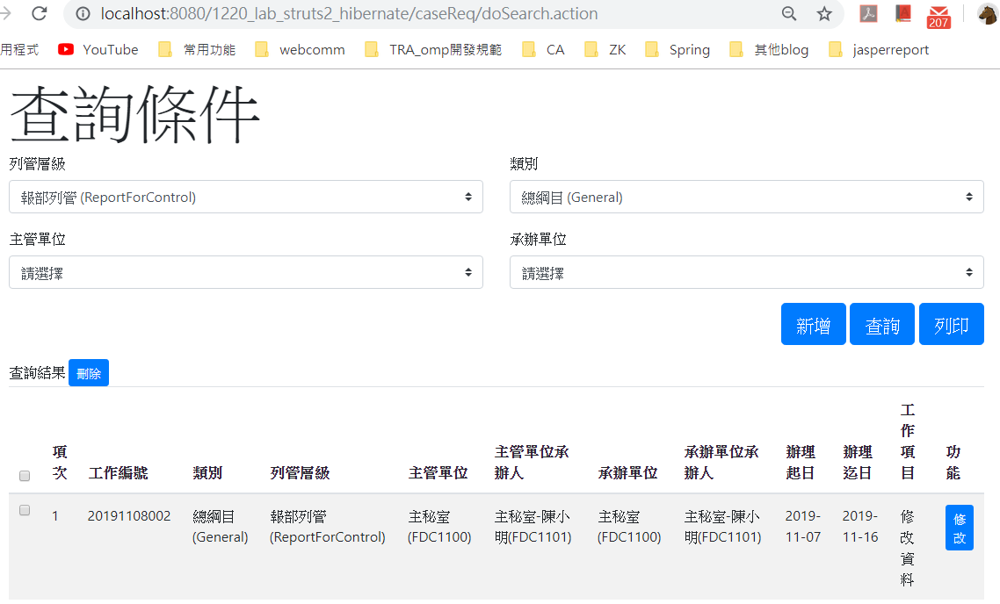 localhost:8080/1220_lab_struts2_hibernate/caseReq/doSearch.action
207
用程式 YouTube 常用功能 webcomm TRA_omp開發規範 CA ZK Spring 其他blog jasperreport
查詢條件
列管層級 類別
報部列管 (ReportForControl) 總綱目 (General)
主管單位 承辦單位
請選擇 請選擇
新增 查詢 列印
查詢結果 刪除
項次 工作編號 類別 列管層級 主管單位 主管單位承辦人 承辦單位 承辦單位承辦人 辦理起日 辦理迄日 工作項目 功能
1 20191108002 總綱目 報部列管 主秘室 主秘室-陳小 主秘室 主秘室-陳小 2019- 2019- 修 修
(General) (ReportForControl) (FDC1100) 明(FDC1101) (FDC1100) 明(FDC1101) 11-07 11-16 改 改
資
料